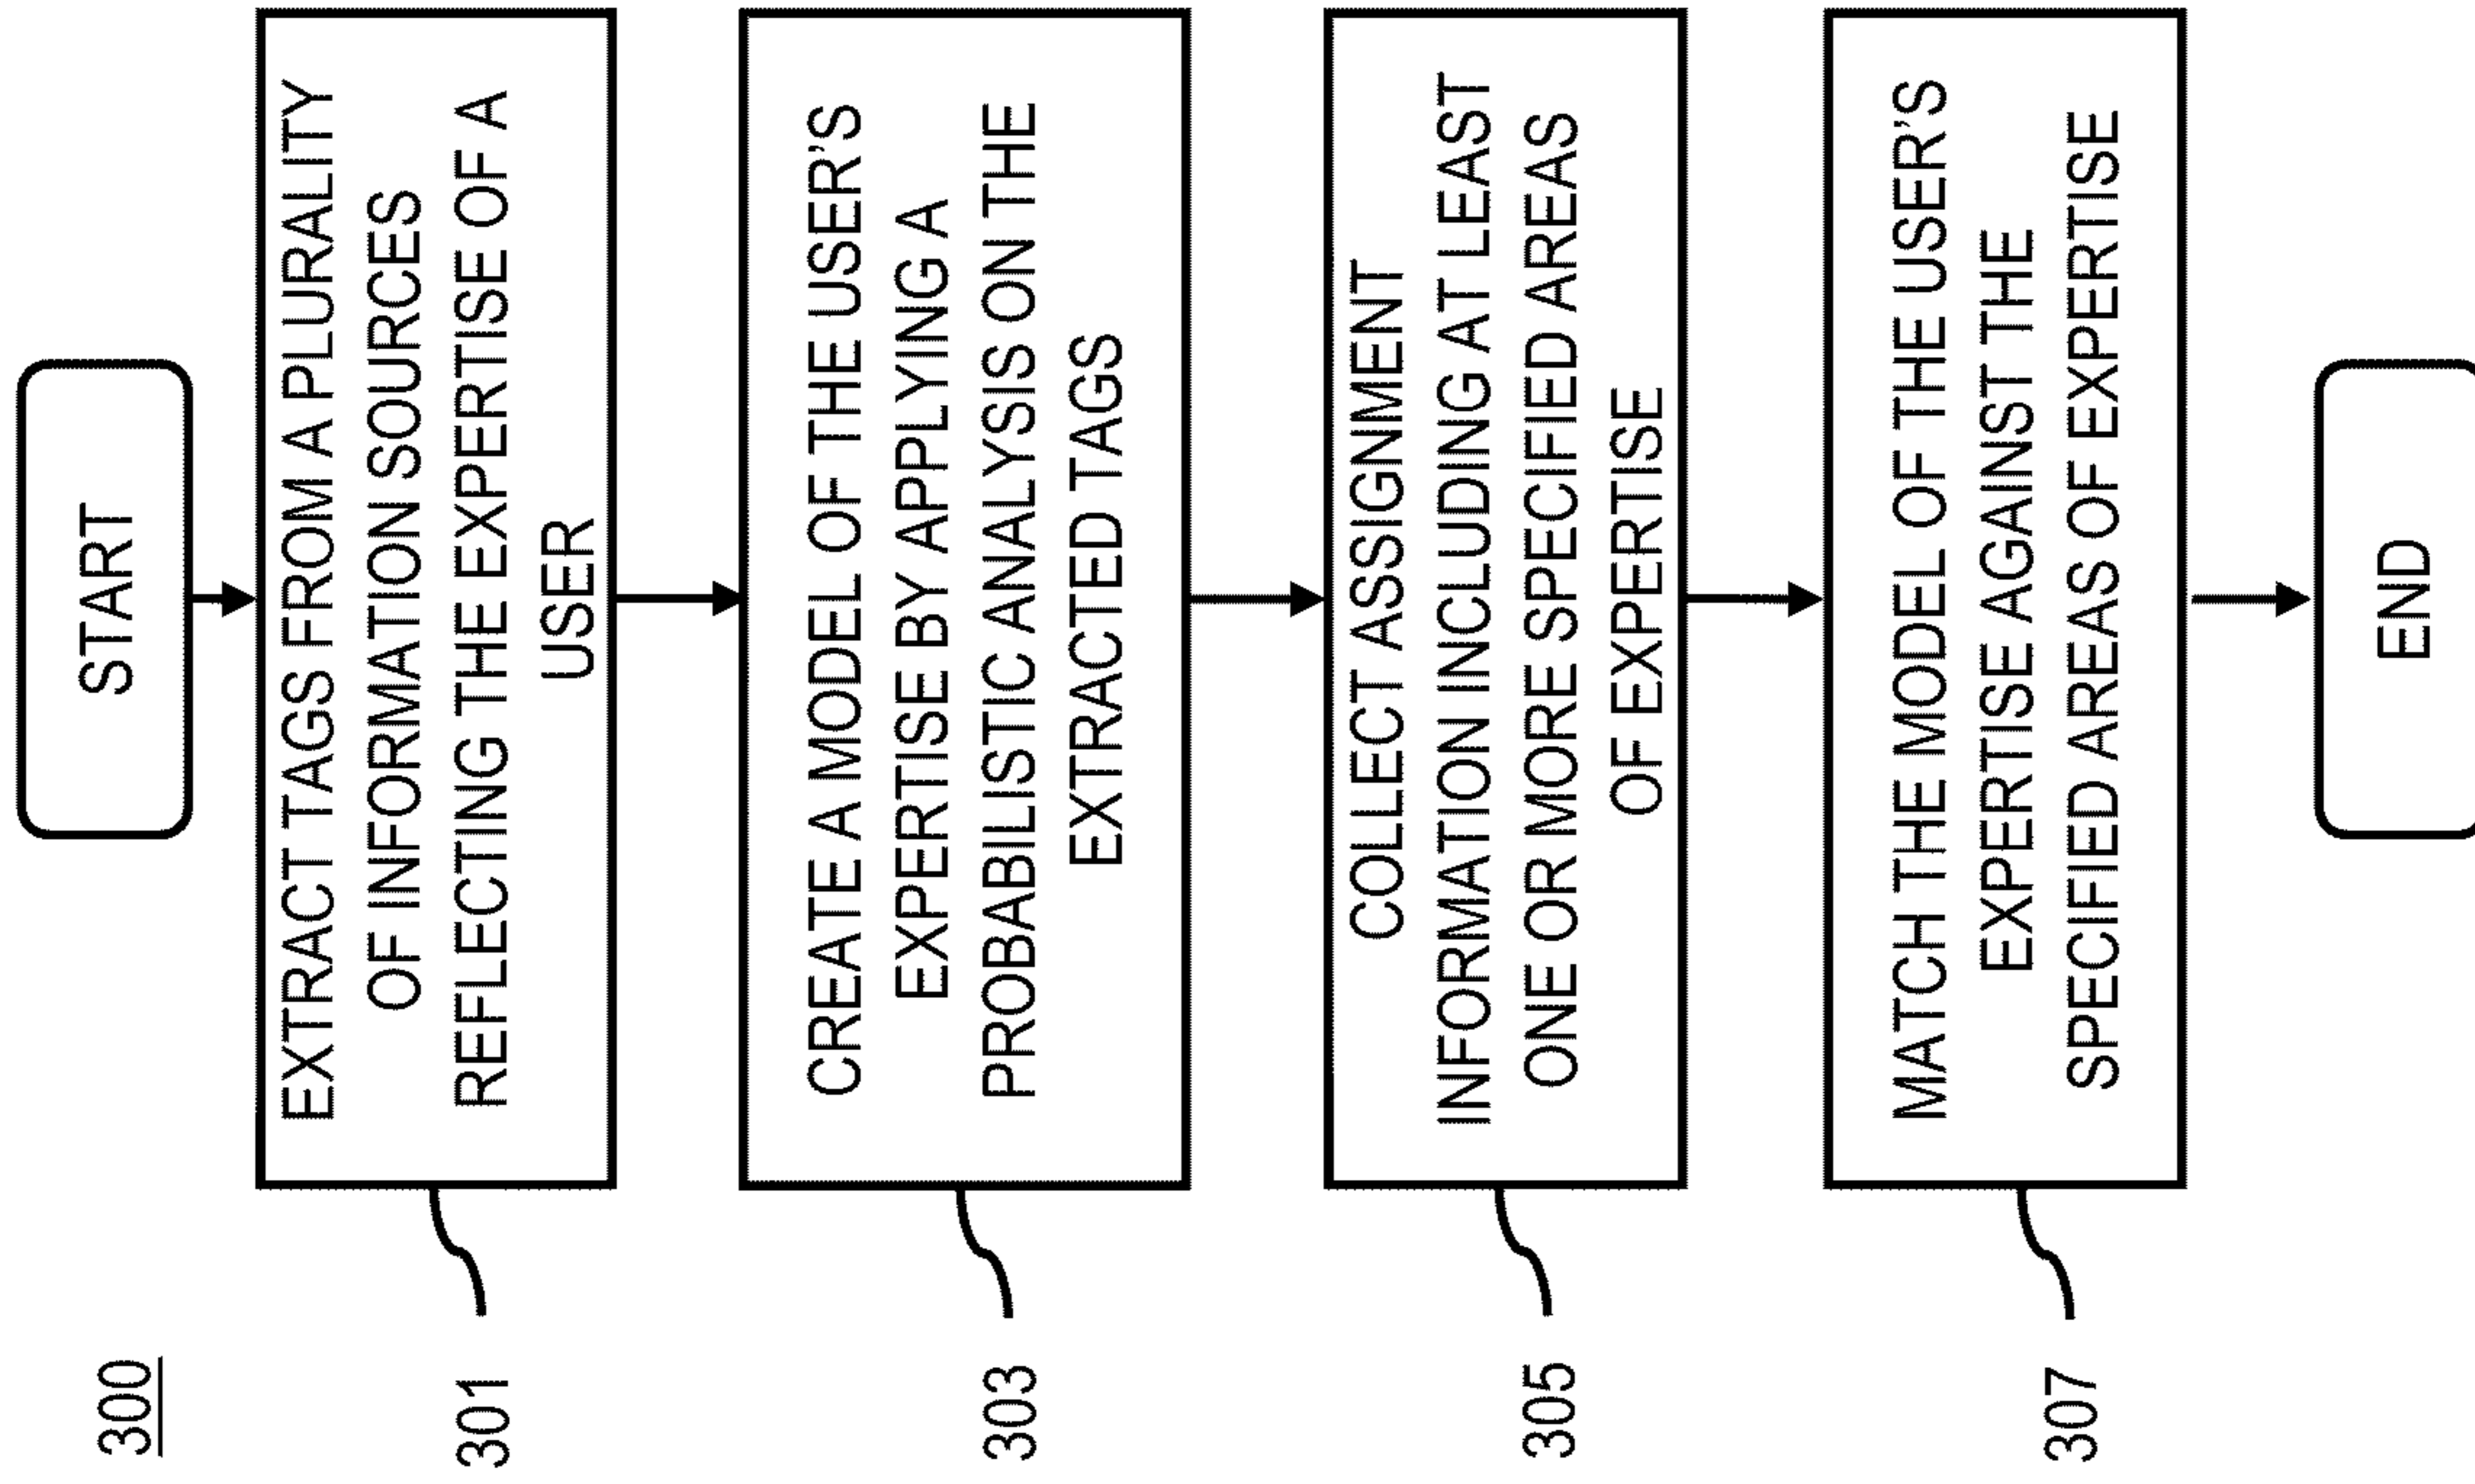 300
START
301
EXTRACT TAGS FROM A PLURALITY
OF INFORMATION SOURCES
REFLECTING THE EXPERTISE OF A
USER
303
CREATE A MODEL OF THE USER'S
EXPERTISE BY APPLYING A
PROBABILISTIC ANALYSIS ON THE
EXTRACTED TAGS
305
COLLECT ASSIGNMENT
INFORMATION INCLUDING AT LEAST
ONE OR MORE SPECIFIED AREAS
OF EXPERTISE
307
MATCH THE MODEL OF THE USER'S
EXPERTISE AGAINST THE
SPECIFIED AREAS OF EXPERTISE
END